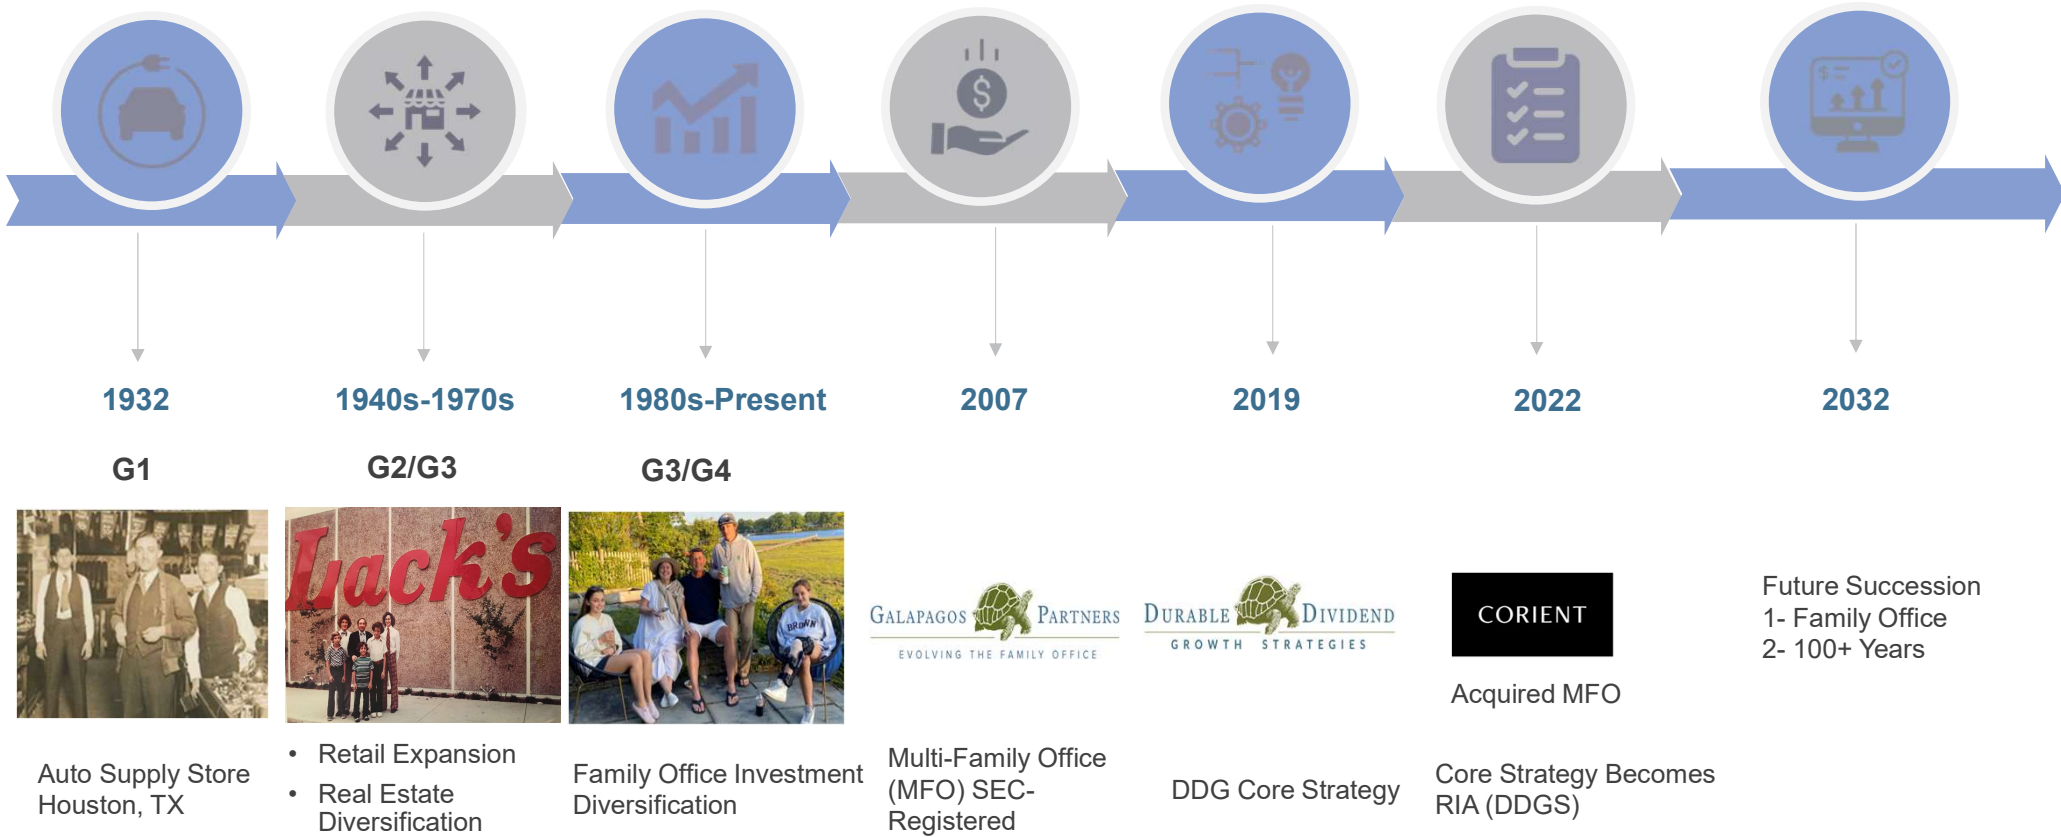 1932
G1
Auto Supply Store
Houston, TX
1940s-1970s
G2/G3
Lack's
• Retail Expansion
• Real Estate
Diversification
1980s-Present
G3/G4
BROWN
Family Office Investment
Diversification
2007
GALAPAGOS PARTNERS
EVOLVING THE FAMILY OFFICE
Multi-Family Office
(MFO) SEC-
Registered
2019
DURABLE DIVIDEND
GROWTH STRATEGIES
DDG Core Strategy
2022
CORIENT
Acquired MFO
Core Strategy Becomes
RIA (DDGS)
2032
Future Succession
1- Family Office
2- 100+ Years